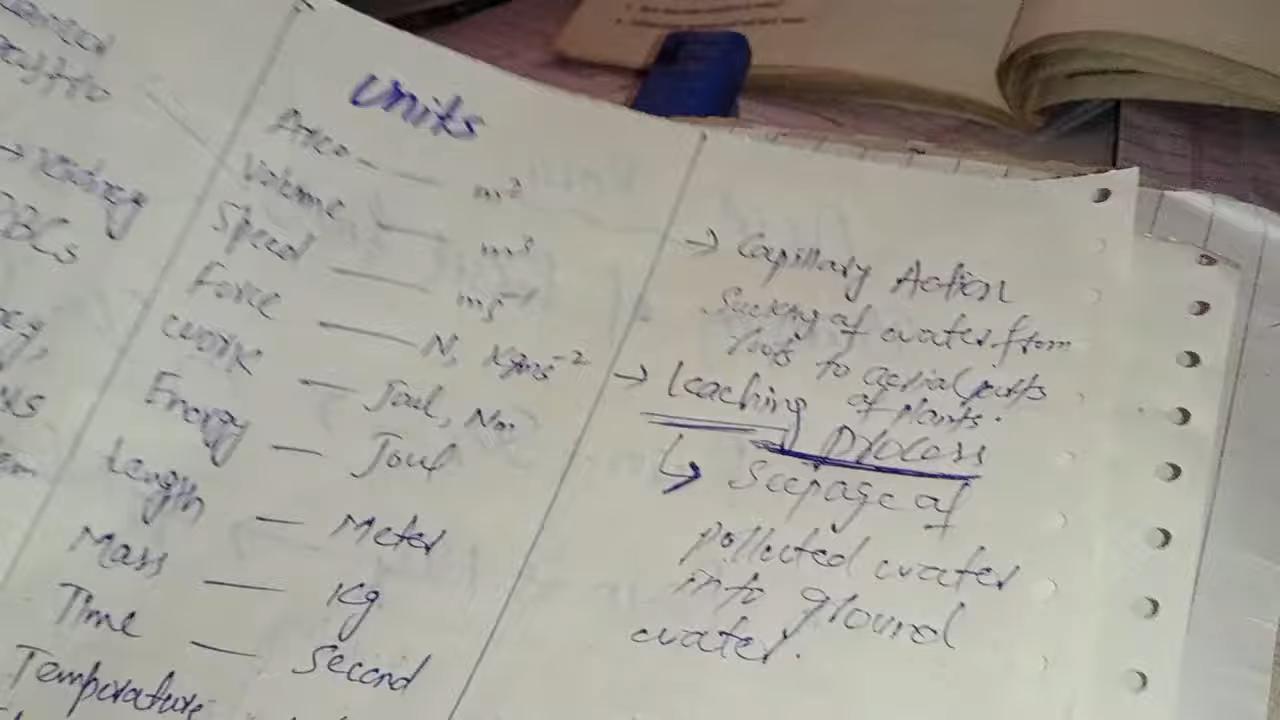 Units
Area — m²
Volume — m³
Speed — ms⁻¹
Force — N, Kgms⁻²
Work — Joul, Nm
Energy — Joul
Length — Meter
Mass — Kg
Time — Second
Temperature
→ Capillary Action
Sucking of water from
roots to aerial parts
of plants.
→ Leaching process
↳ Seepage of
polluted water
into ground
water.